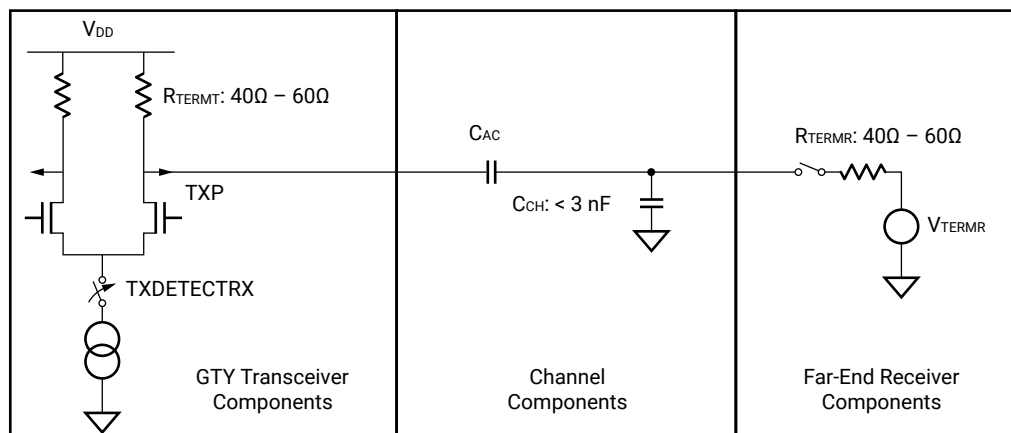 VDD
RTERMT: 40Ω – 60Ω
CAC
RTERMR: 40Ω – 60Ω
TXP
CCH: < 3 nF
VTERMR
TXDETECTRX
GTY Transceiver
Components
Channel
Components
Far-End Receiver
Components